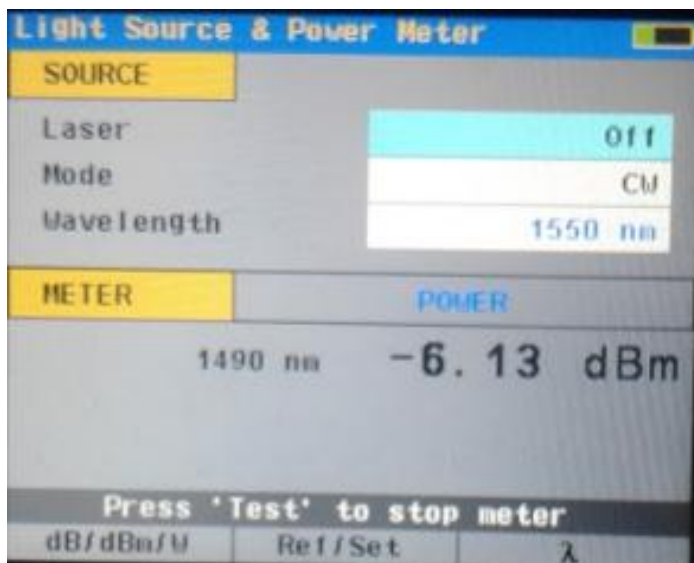 Light Source & Power Meter
SOURCE
Laser Off
Mode CW
Wavelength 1550 nm
METER POWER
1490 nm -6.13 dBm
Press 'Test' to stop meter
dB/dBm/W Ref/Set λ